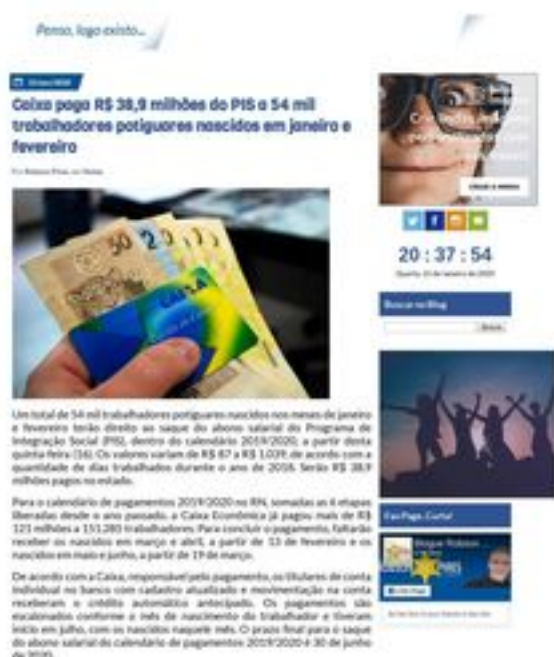 Penso, logo existo...
Caixa paga R$ 38,9 milhões do PIS a 54 mil
trabalhadores potiguares nascidos em janeiro e
fevereiro
50
20
CAIXA
20 : 37 : 54
Buscar no Blog
Um total de 54 mil trabalhadores potiguares nascidos nos meses de janeiro
e fevereiro terão direito ao saque do abono salarial do Programa de
Integração Social (PIS), dentro do calendário 2019/2020, a partir desta
quinta-feira (16). Os valores variam de R$ 87 a R$ 1.039, de acordo com a
quantidade de dias trabalhados durante o ano de 2018. Serão R$ 38,9
milhões pagos no estado.
Para o calendário de pagamentos 2019/2020 no RN, somadas as 6 etapas
liberadas desde o ano passado, a Caixa Econômica já pagou mais de R$
121 milhões a 151.285 trabalhadores. Para concluir o pagamento, faltarão
receber os nascidos em março e abril, a partir de 13 de fevereiro e os
nascidos em maio e junho, a partir de 19 de março.
De acordo com a Caixa, responsável pelo pagamento, os titulares de conta
individual no banco com cadastro atualizado e movimentação na conta
receberam o crédito automático antecipado. Os pagamentos são
escalonados conforme o mês de nascimento do trabalhador e tiveram
início em julho, com os nascidos naquele mês. O prazo final para o saque
do abono salarial do calendário de pagamentos 2019/2020 é 30 de junho
de 2020.
Fan Page. Curta!